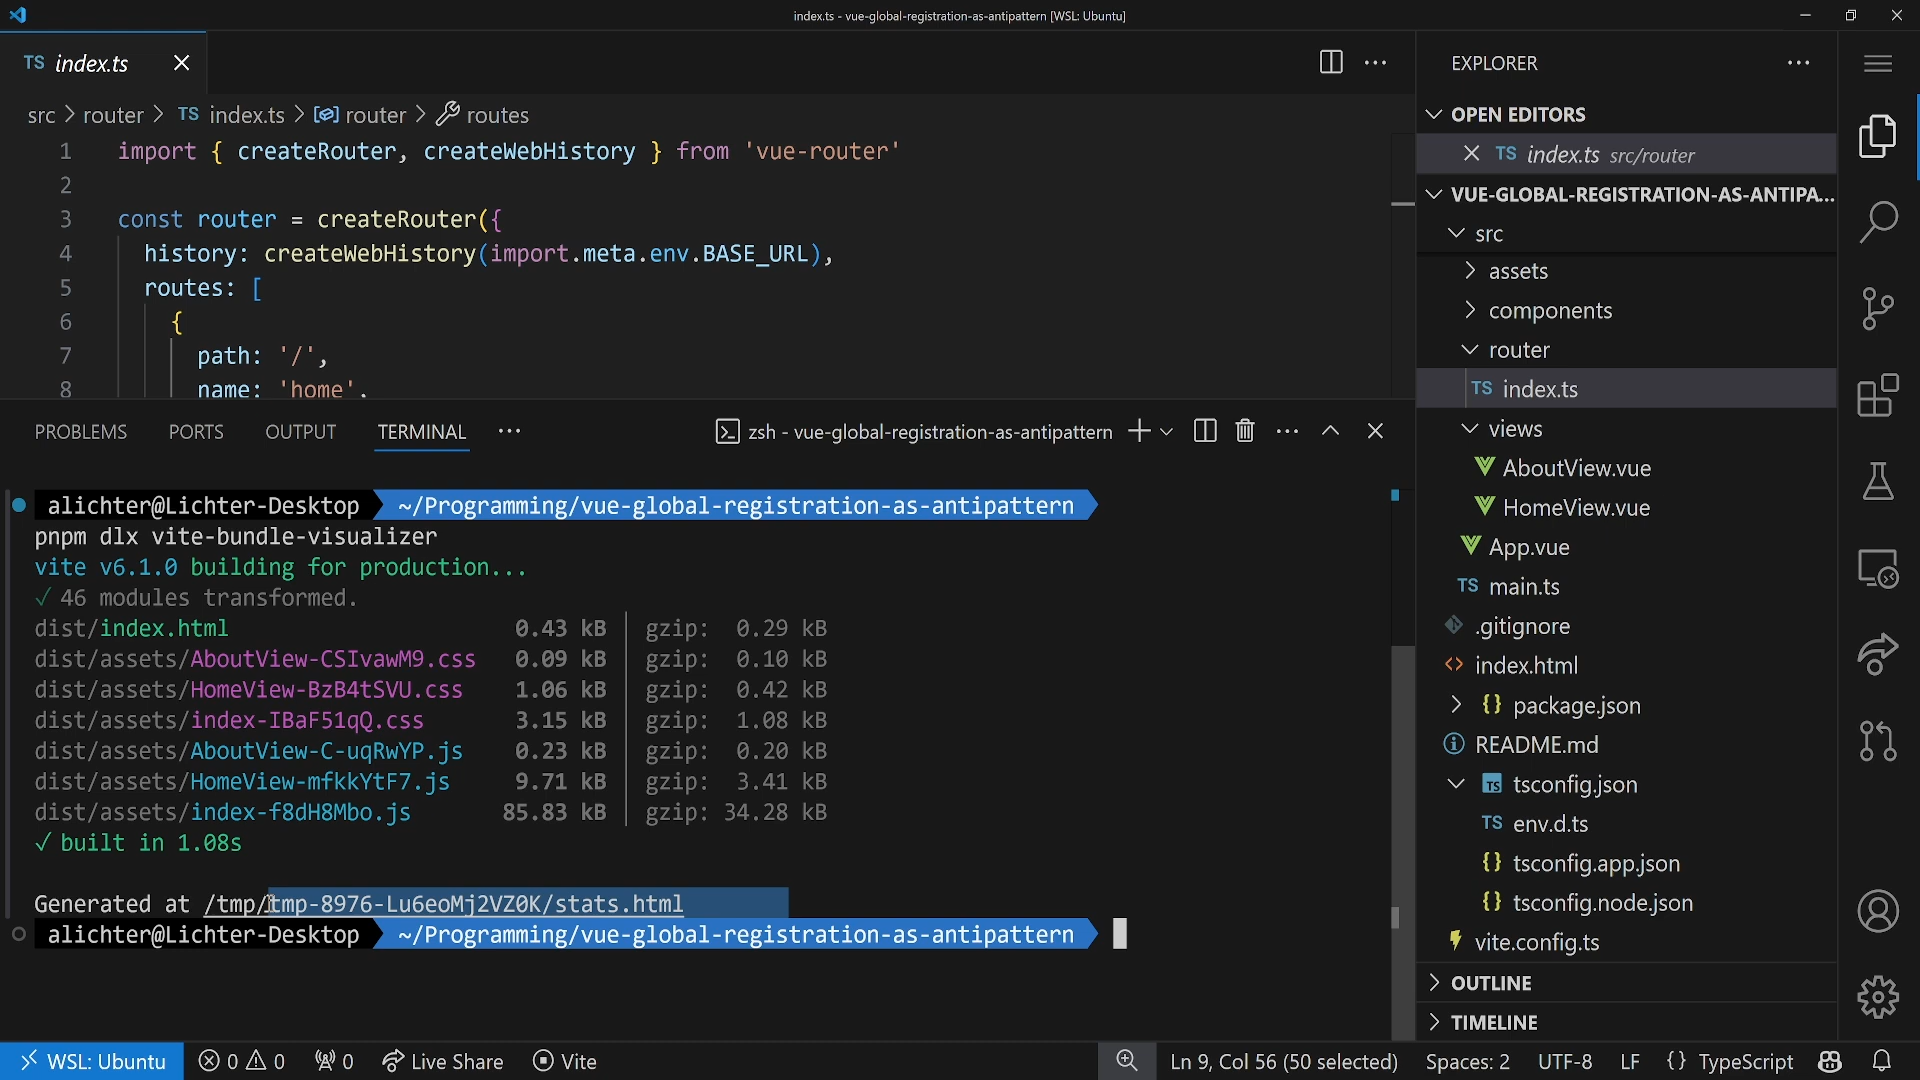 index.ts - vue-global-registration-as-antipattern [WSL: Ubuntu]
TS index.ts
src > router > TS index.ts > router > routes
1 import { createRouter, createWebHistory } from 'vue-router'
2
3 const router = createRouter({
4 history: createWebHistory(import.meta.env.BASE_URL),
5 routes: [
6 {
7 path: '/',
8 name: 'home',
PROBLEMS PORTS OUTPUT TERMINAL
zsh - vue-global-registration-as-antipattern
alichter@Lichter-Desktop ~/Programming/vue-global-registration-as-antipattern
pnpm dlx vite-bundle-visualizer
vite v6.1.0 building for production...
✓ 46 modules transformed.
dist/index.html 0.43 kB │ gzip: 0.29 kB
dist/assets/AboutView-CSIvawM9.css 0.09 kB │ gzip: 0.10 kB
dist/assets/HomeView-BzB4tSVU.css 1.06 kB │ gzip: 0.42 kB
dist/assets/index-IBaF51qQ.css 3.15 kB │ gzip: 1.08 kB
dist/assets/AboutView-C-uqRwYP.js 0.23 kB │ gzip: 0.20 kB
dist/assets/HomeView-mfkkYtF7.js 9.71 kB │ gzip: 3.41 kB
dist/assets/index-f8dH8Mbo.js 85.83 kB │ gzip: 34.28 kB
✓ built in 1.08s
Generated at /tmp/tmp-8976-Lu6eoMj2VZ0K/stats.html
alichter@Lichter-Desktop ~/Programming/vue-global-registration-as-antipattern
EXPLORER
OPEN EDITORS
TS index.ts src/router
VUE-GLOBAL-REGISTRATION-AS-ANTIPA...
src
assets
components
router
TS index.ts
views
AboutView.vue
HomeView.vue
App.vue
TS main.ts
.gitignore
<> index.html
{} package.json
README.md
TS tsconfig.json
TS env.d.ts
{} tsconfig.app.json
{} tsconfig.node.json
vite.config.ts
OUTLINE
TIMELINE
WSL: Ubuntu 0 0 0 Live Share Vite
Ln 9, Col 56 (50 selected) Spaces: 2 UTF-8 LF {} TypeScript